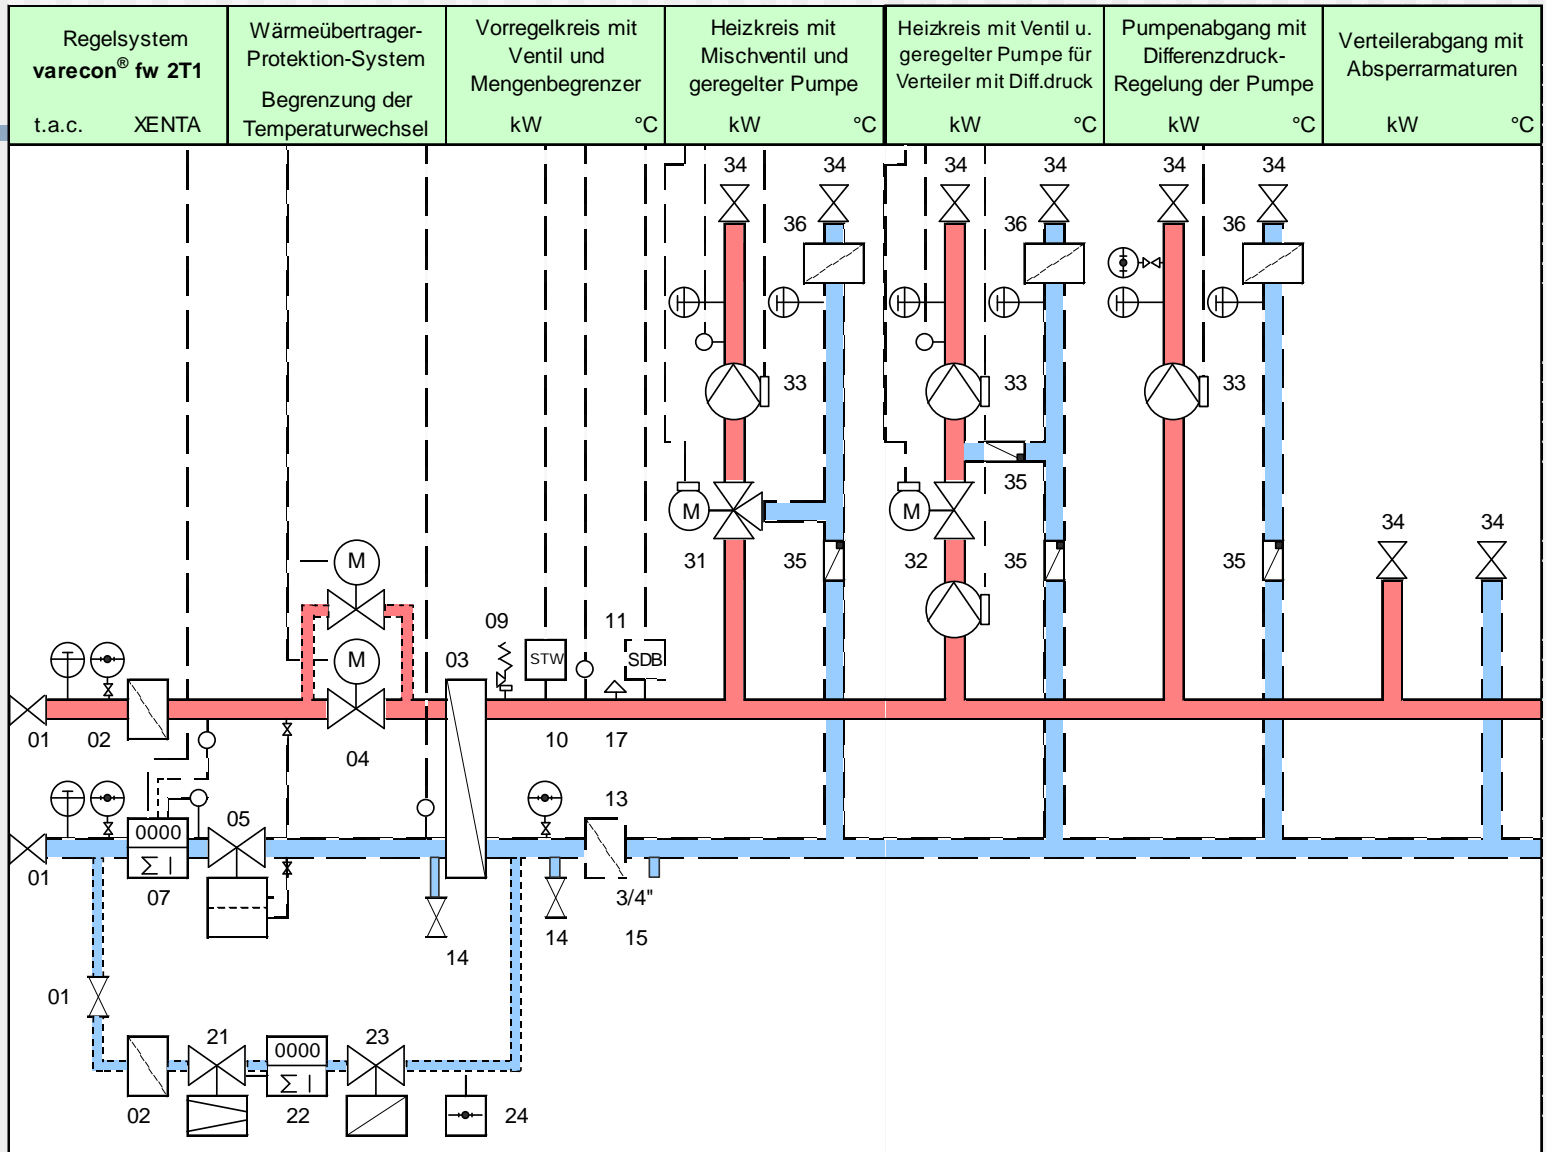 Regelsystem
varecon® fw 2T1
t.a.c. XENTA
Wärmeübertrager-
Protektion-System
Begrenzung der
Temperaturwechsel
Vorregelkreis mit
Ventil und
Mengenbegrenzer
kW °C
Heizkreis mit
Mischventil und
geregelter Pumpe
kW °C
Heizkreis mit Ventil u.
geregelter Pumpe für
Verteiler mit Diff.druck
kW °C
Pumpenabgang mit
Differenzdruck-
Regelung der Pumpe
kW °C
Verteilerabgang mit
Absperrarmaturen
kW °C
34 34 34 34 34 34
36 36 36
33 33 33
35
M M
34 34
31 35 32 35 35
M
09 11
M 03 STW SDB
01 02 04 10 17
13
0000 05
Σ I
01 07 3/4"
14 14 15
01
21 23
0000
Σ I
02 22 24